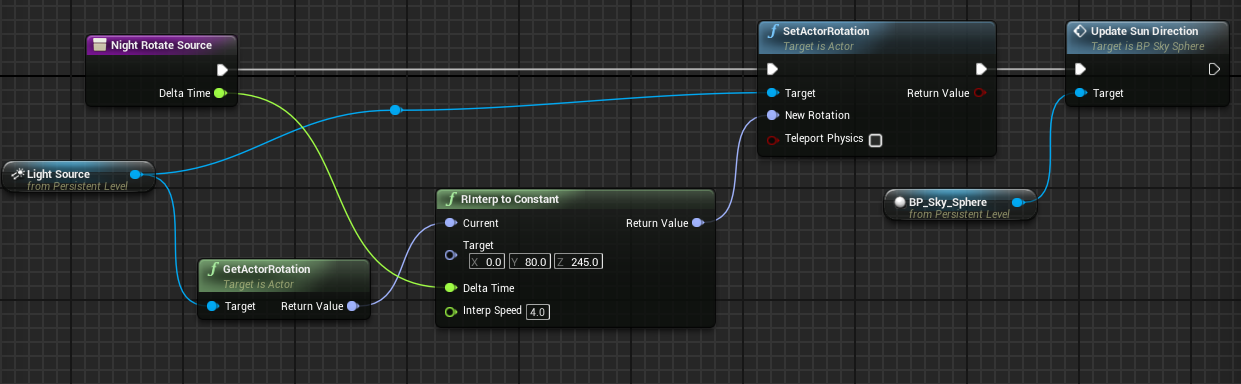 Night Rotate Source
Delta Time
Light Source
from Persistent Level
f GetActorRotation
Target is Actor
Target Return Value
f RInterp to Constant
Current Return Value
Target
X 0.0 Y 80.0 Z 245.0
Delta Time
Interp Speed 4.0
f SetActorRotation
Target is Actor
Target Return Value
New Rotation
Teleport Physics
BP_Sky_Sphere
from Persistent Level
Update Sun Direction
Target is BP Sky Sphere
Target